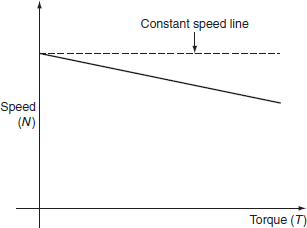 Constant speed line
Speed
(N)
Torque (T)